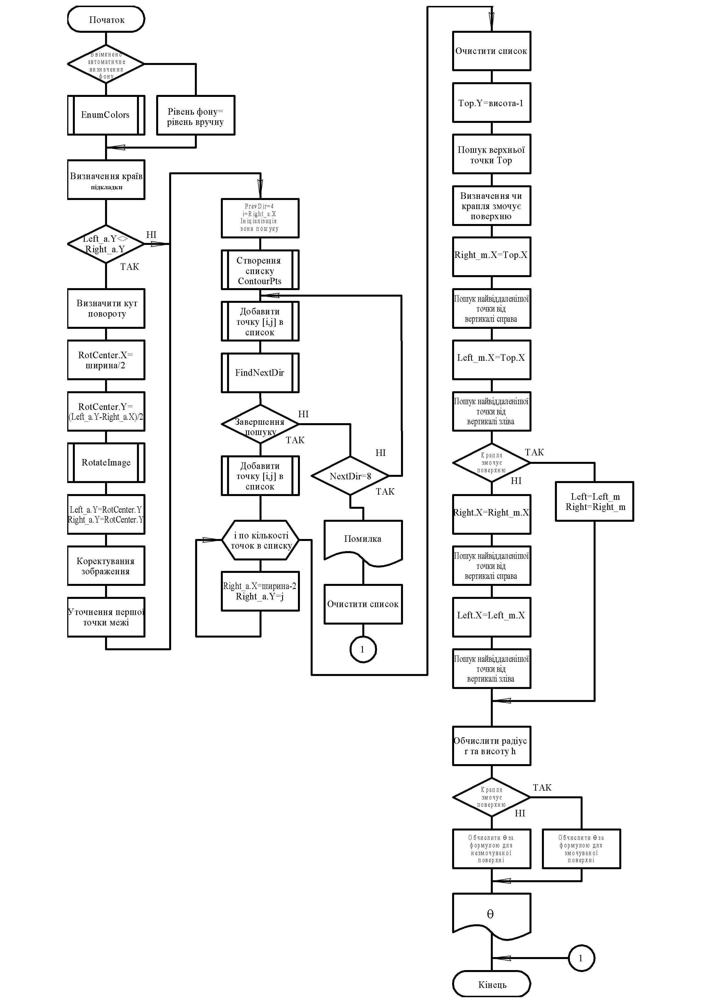 Початок
Ввімкнено
автоматичне
визначення
фону
EnumColors
Рівень фону=
рівень вручну
Визначення країв
підкладки
Left_a.Y<>
Right_a.Y
НІ
ТАК
Визначити кут
повороту
RotCenter.X=
ширина/2
RotCenter.Y=
(Left_a.Y-Right_a.X)/2
RotateImage
Left_a.Y=RotCenter.Y
Right_a.Y=RotCenter.Y
Коректування
зображення
Уточнення першої
точки межі
PrevDir=4
i=Right_a.X
Ініціалізація
зони пошуку
Створення
списку
ContourPts
Добавити
точку [i,j] в
список
FindNextDir
Завершення
пошуку
НІ
ТАК
Добавити
точку [i,j] в
список
NextDir=8
НІ
ТАК
і по кількості
точок в списку
Right_a.X=ширина-2
Right_a.Y=j
Помилка
Очистити список
1
Очистити список
Top.Y=висота-1
Пошук верхньої
точки Top
Визначення чи
крапля змочує
поверхню
Right_m.X=Top.X
Пошук найвіддаленішої
точки від
вертикалі справа
Left_m.X=Top.X
Пошук найвіддаленішої
точки від
вертикалі зліва
Крапля
змочує
поверхню
ТАК
НІ
Left=Left_m
Right=Right_m
Right.X=Right_m.X
Пошук найвіддаленішої
точки від
вертикалі справа
Left.X=Left_m.X
Пошук найвіддаленішої
точки від
вертикалі зліва
Обчислити радіус
r та висоту h
Крапля
змочує
поверхню
ТАК
НІ
Обчислити θ за
формулою для
незмочуваної
поверхні
Обчислити θ за
формулою для
змочуваної
поверхні
θ
1
Кінець